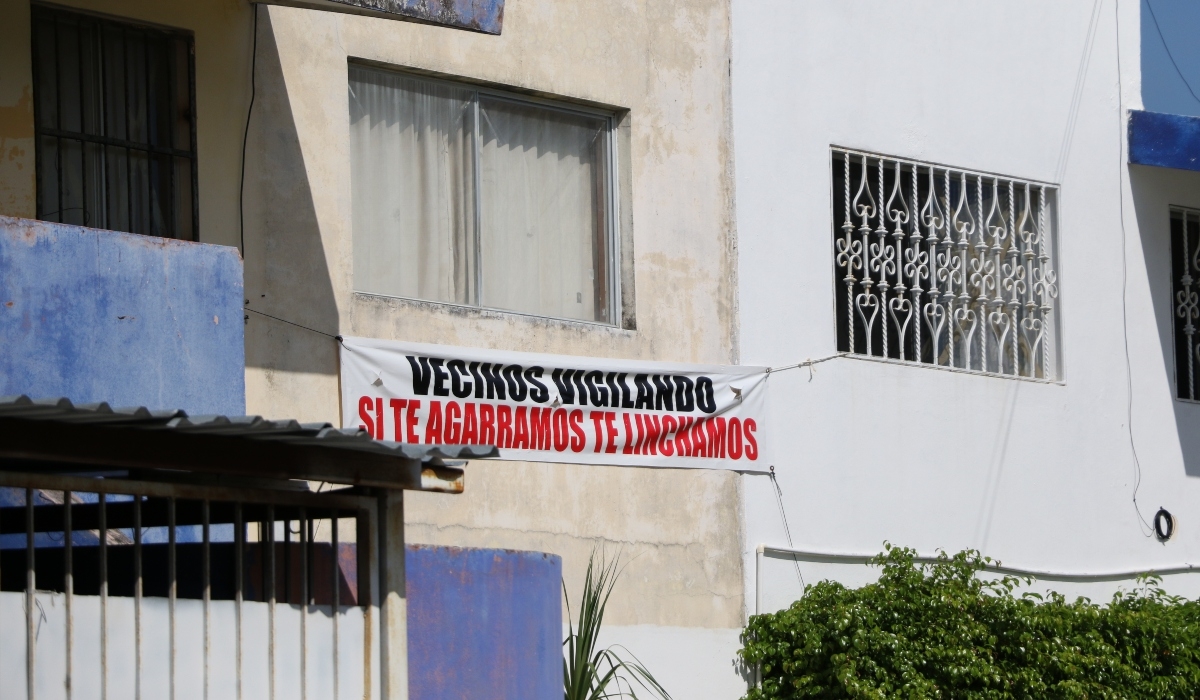 VECINOS VIGILANDO
SI TE AGARRAMOS TE LINCHAMOS